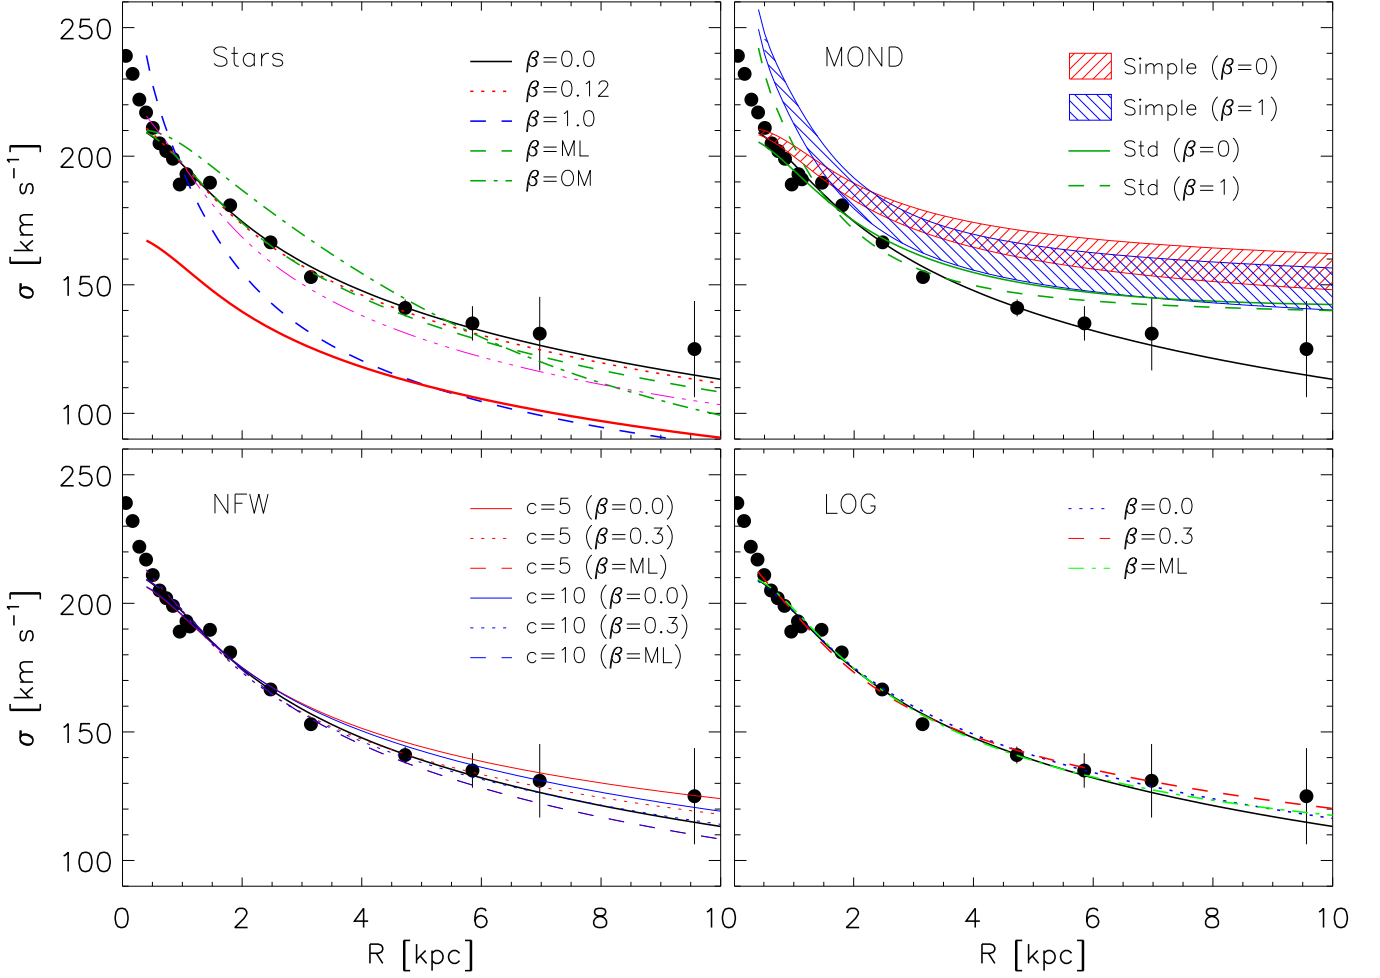 250
200
150
100
σ [km s⁻¹]
Stars
β=0.0
β=0.12
β=1.0
β=ML
β=OM
MOND
Simple (β=0)
Simple (β=1)
Std (β=0)
Std (β=1)
250
200
150
100
σ [km s⁻¹]
NFW
c=5 (β=0.0)
c=5 (β=0.3)
c=5 (β=ML)
c=10 (β=0.0)
c=10 (β=0.3)
c=10 (β=ML)
LOG
β=0.0
β=0.3
β=ML
0 2 4 6 8 10
0 2 4 6 8 10
R [kpc]
R [kpc]